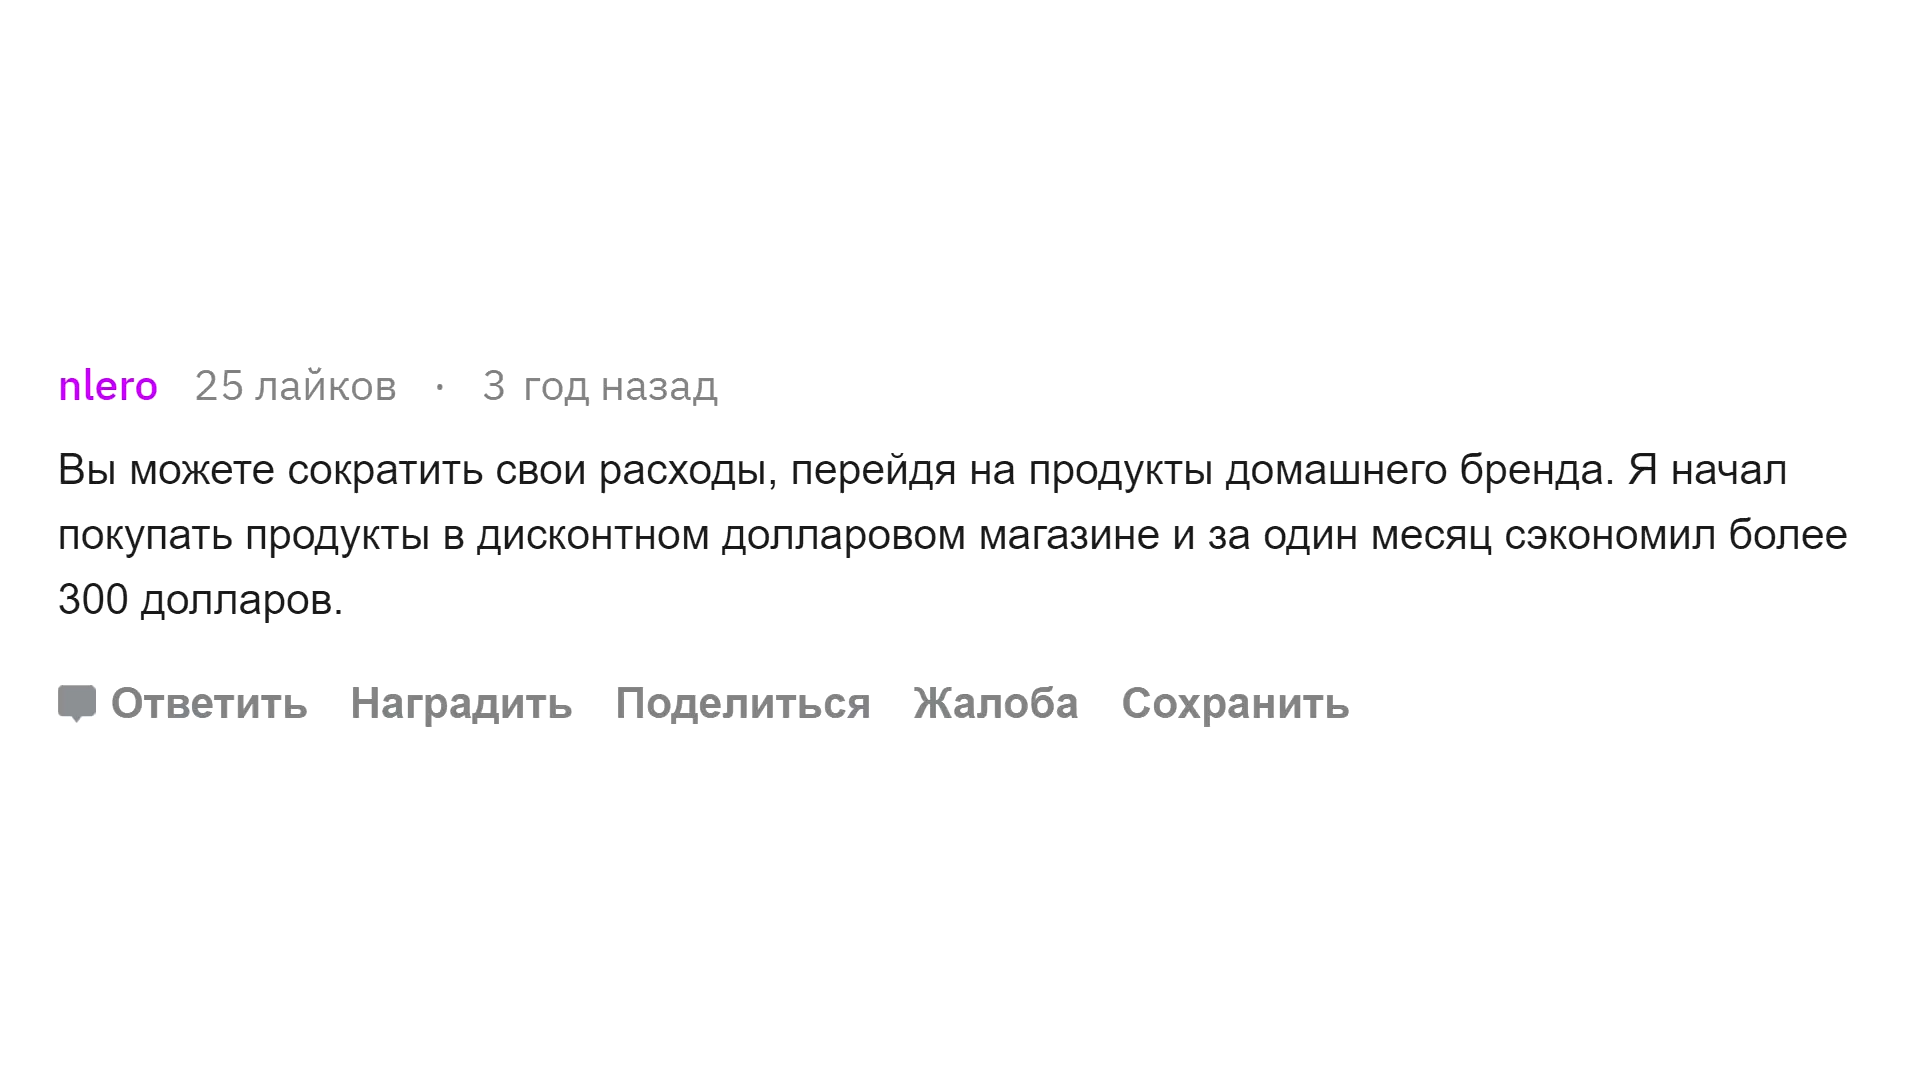 nlero 25 лайков · 3 год назад
Вы можете сократить свои расходы, перейдя на продукты домашнего бренда. Я начал
покупать продукты в дисконтном долларовом магазине и за один месяц сэкономил более
300 долларов.
Ответить Наградить Поделиться Жалоба Сохранить